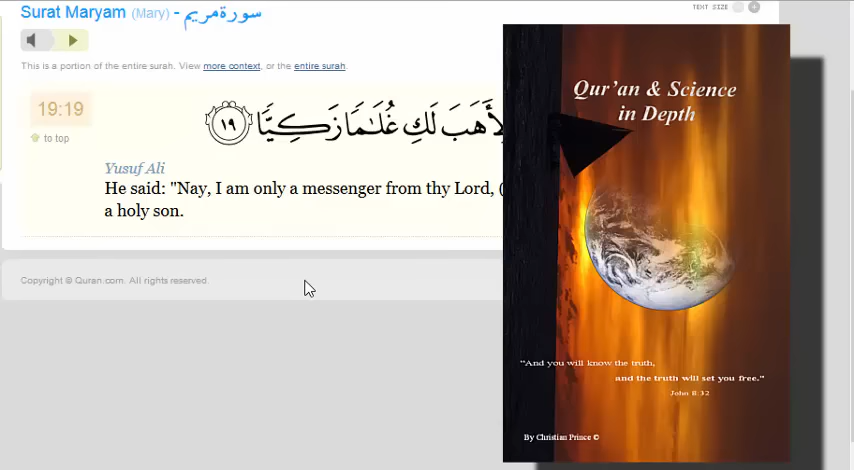 Surat Maryam (Mary) - سورة مريم
TEXT SIZE
This is a portion of the entire surah. View more context, or the entire surah.
19:19
لِأَهَبَ لَكِ غُلَـٰمًا زَكِيًّا ١٩
to top
Yusuf Ali
He said: "Nay, I am only a messenger from thy Lord, (
a holy son.
Copyright © Quran.com. All rights reserved.
Qur'an & Science
in Depth
"And you will know the truth,
and the truth will set you free."
John 8:32
By Christian Prince ©